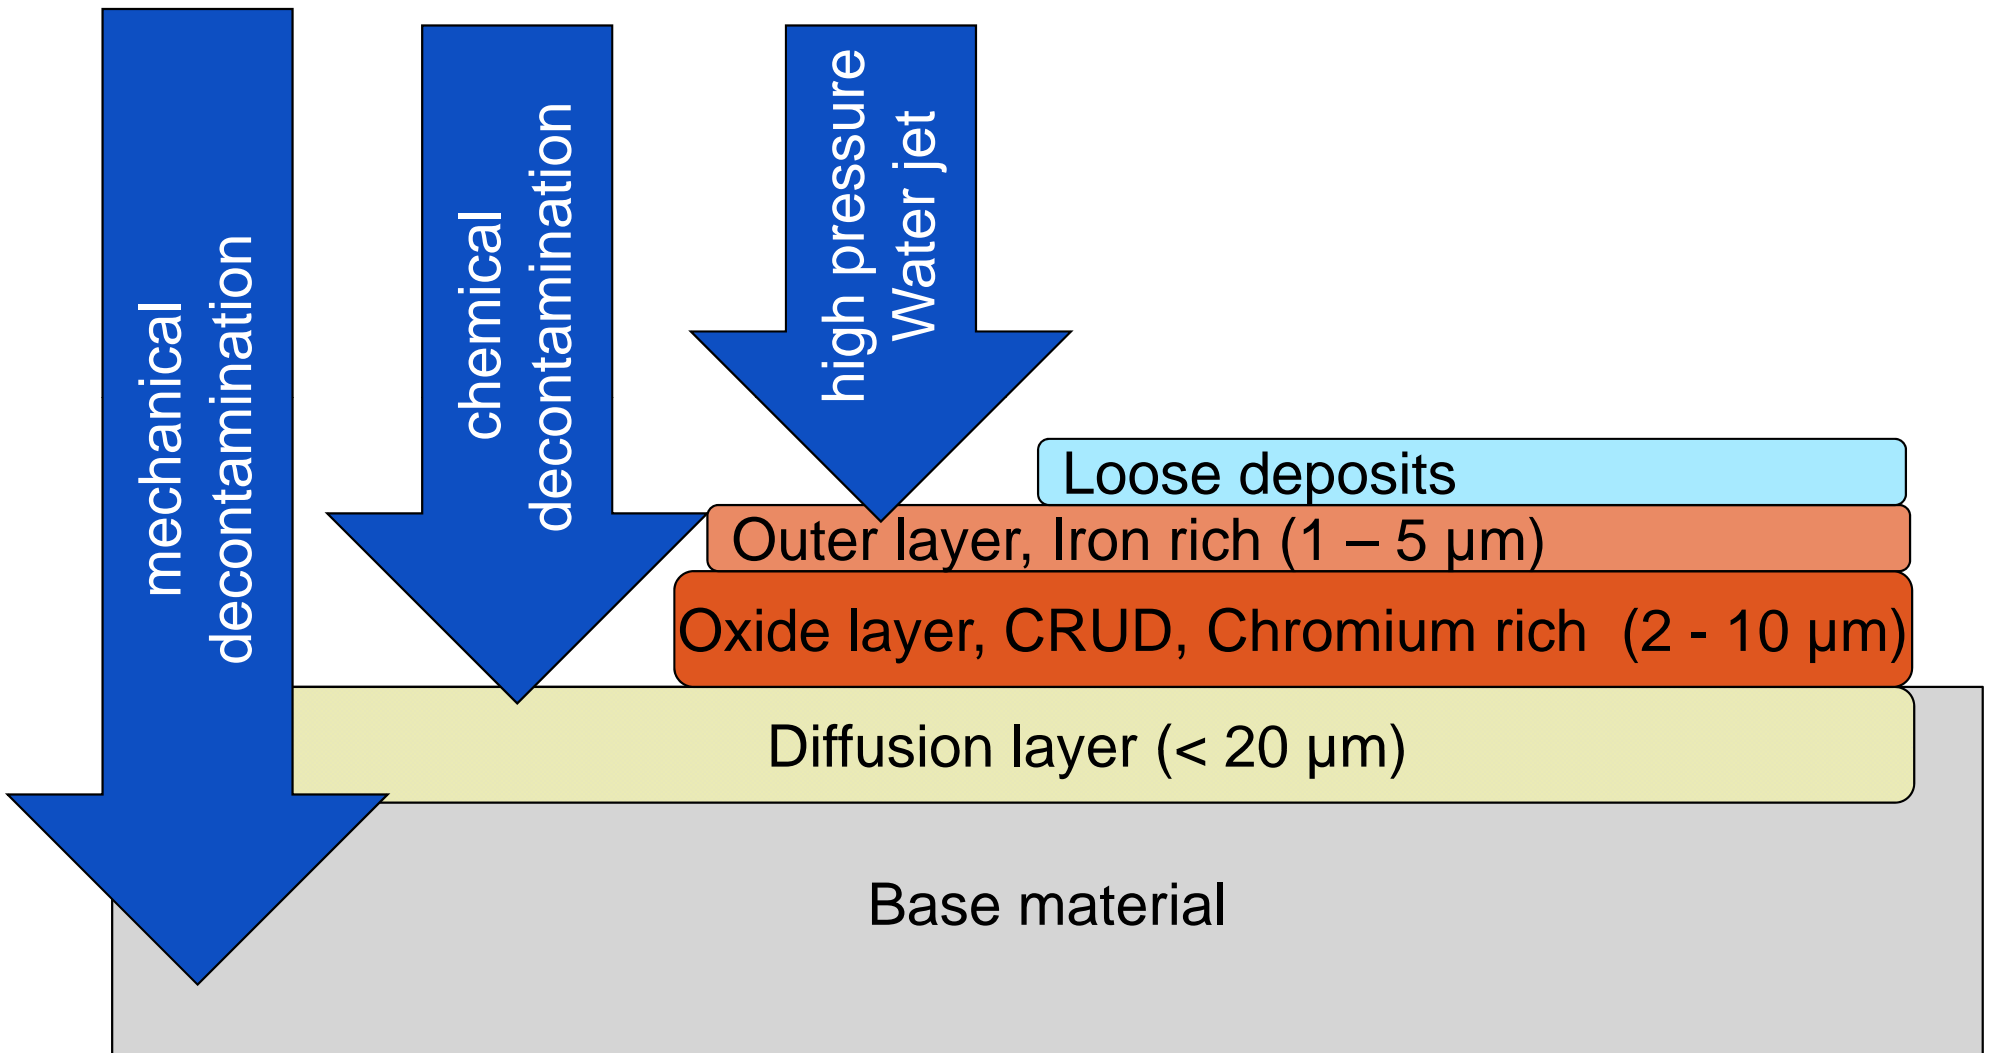 mechanical
decontamination
chemical
decontamination
high pressure
Water jet
Loose deposits
Outer layer, Iron rich (1 – 5 µm)
Oxide layer, CRUD, Chromium rich  (2 - 10 µm)
Diffusion layer (< 20 µm)
Base material